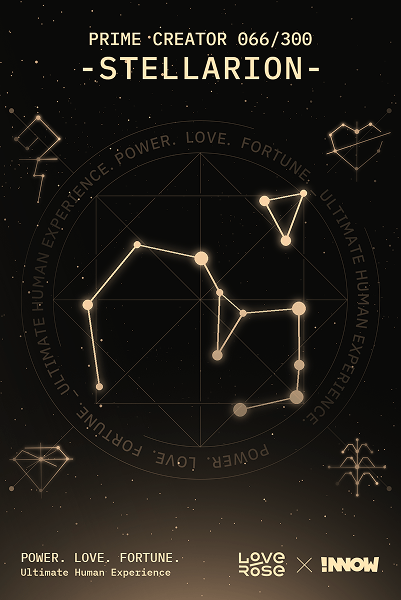 PRIME CREATOR 066/300
-STELLARION-
POWER. LOVE. FORTUNE. ULTIMATE HUMAN EXPERIENCE.
POWER. LOVE. FORTUNE - ULTIMATE HUMAN EXPERIENCE.
POWER. LOVE. FORTUNE.
Ultimate Human Experience
LOVE
ROSE
×
!NNOW